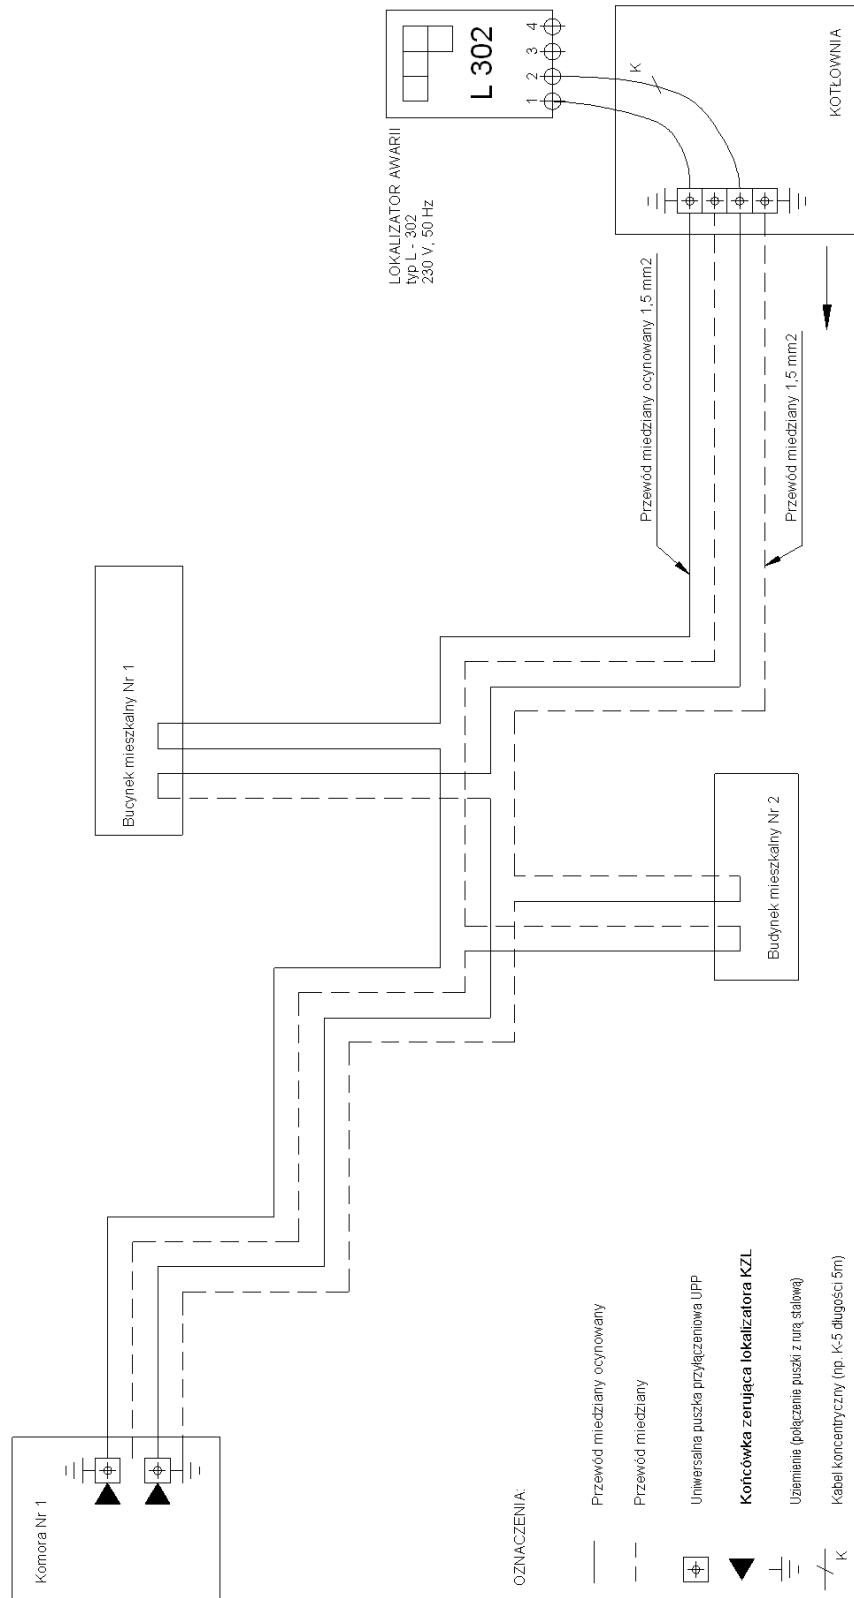 Komora Nr 1
Bucynek mieszkalny Nr 1
Budynek mieszkalny Nr 2
LOKALIZATOR AWARII
typ L - 302
230 V, 50 Hz
L 302
1 2 3 4
K
KOTŁOWNIA
Przewód miedziany ocynowany 1,5 mm2
Przewód miedziany 1,5 mm2
OZNACZENIA:
Przewód miedziany ocynowany
Przewód miedziany
Uniwersalna puszka przyłączeniowa UPP
Końcówka zerująca lokalizatora KZL
Uziemienie (połączenie puszki z rurą stalową)
K
Kabel koncentryczny (np. K-5 długości 5m)